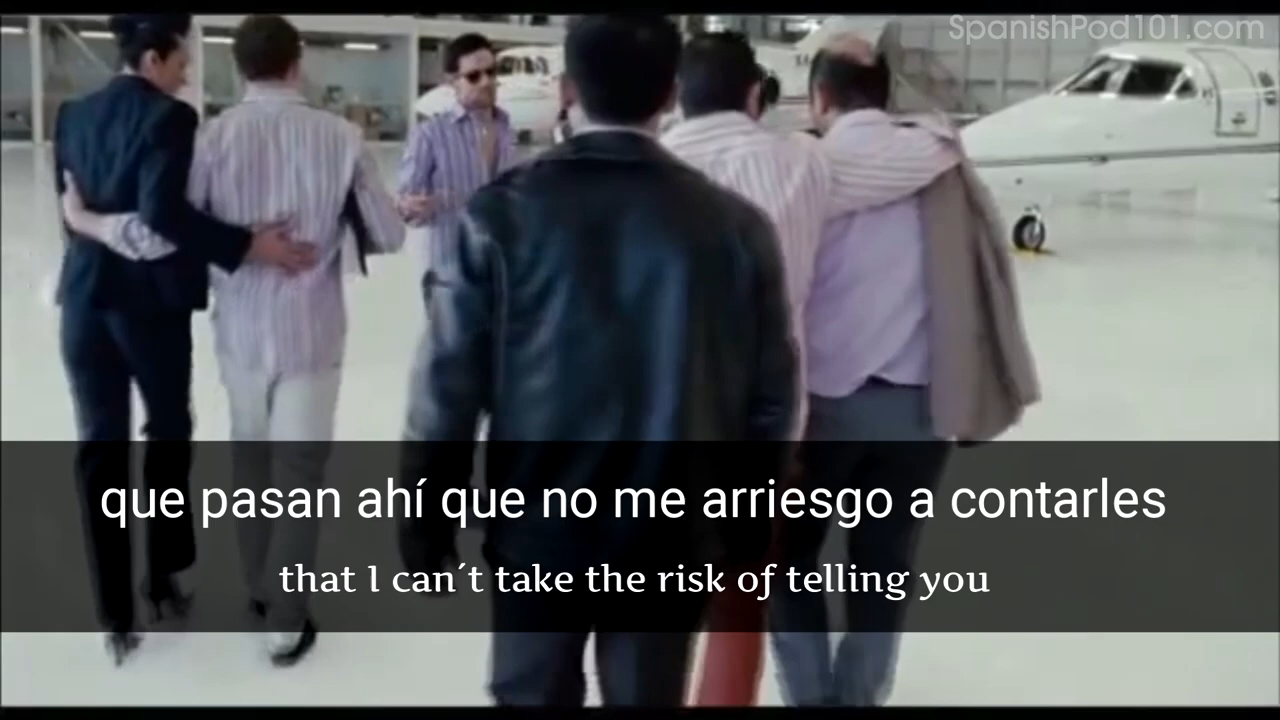 SpanishPod101.com
que pasan ahí que no me arriesgo a contarles
that I can´t take the risk of telling you